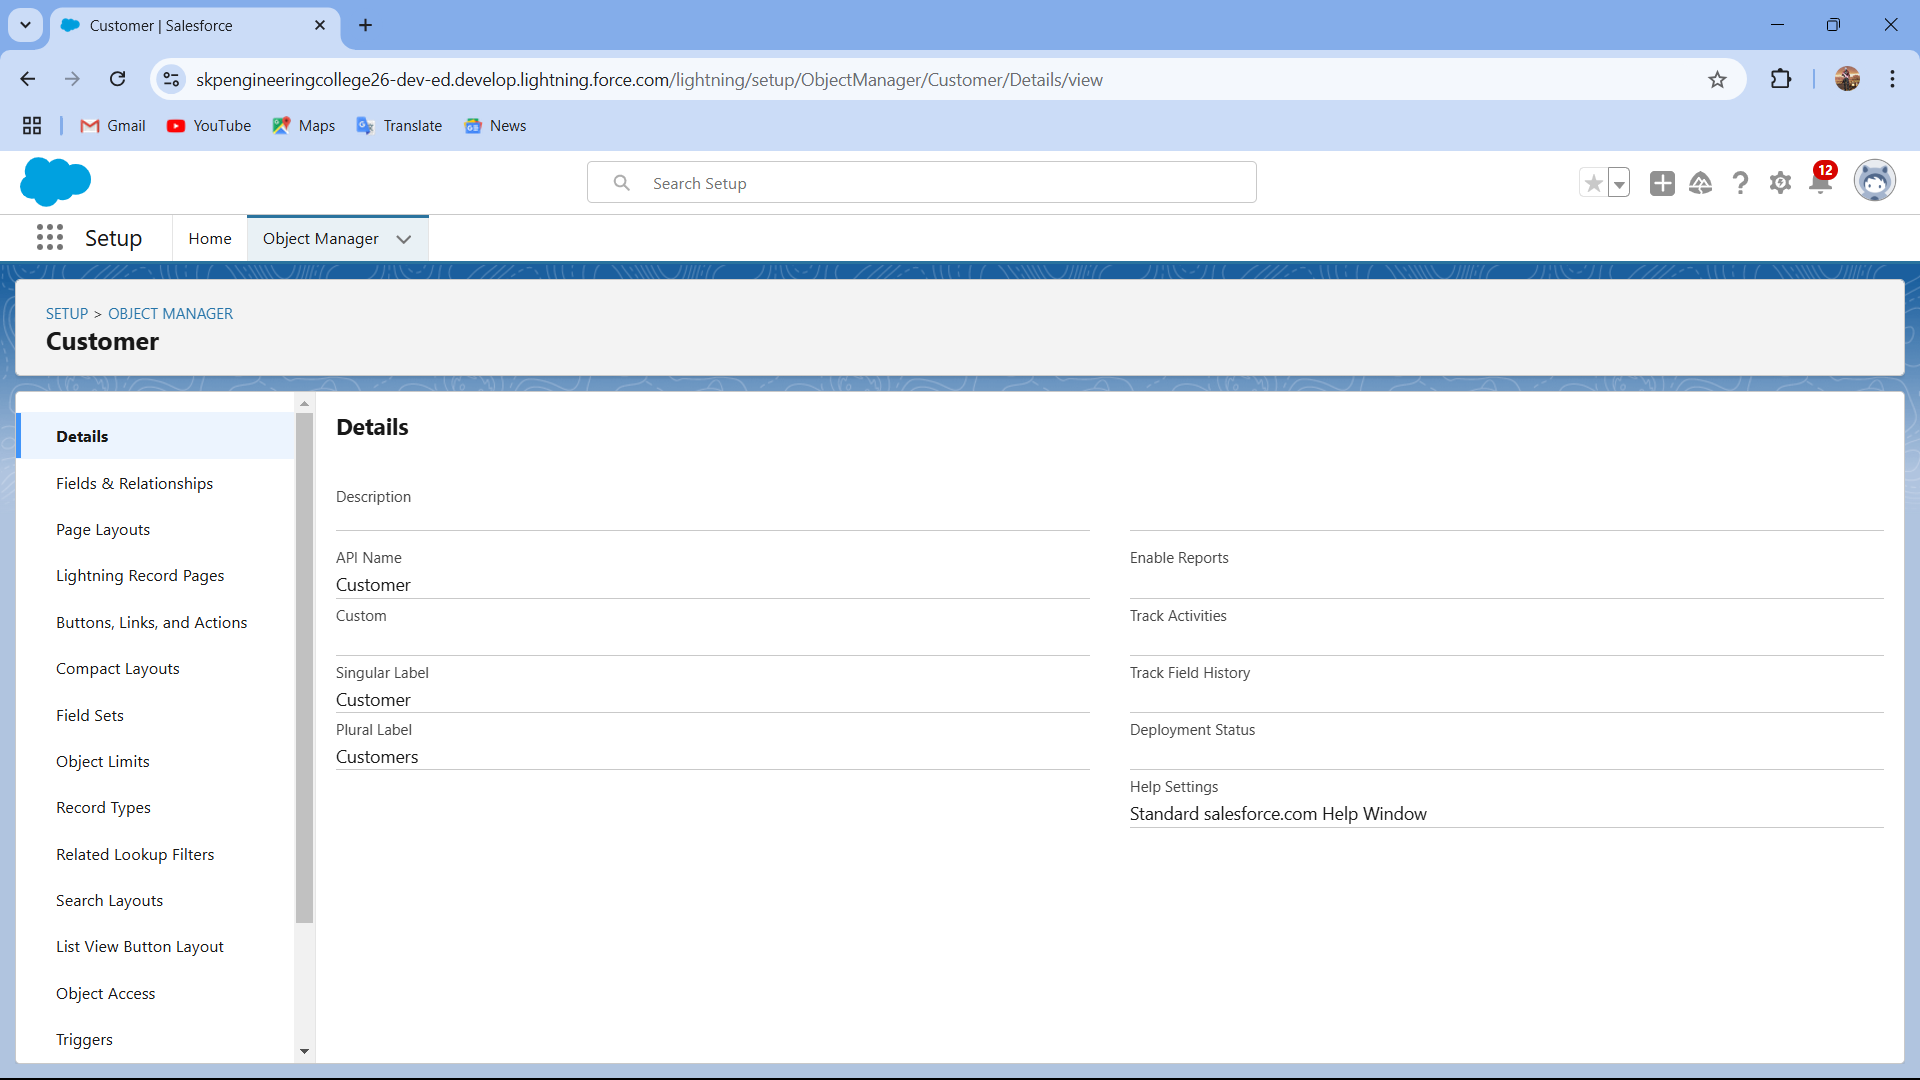 Customer | Salesforce
skpengineeringcollege26-dev-ed.develop.lightning.force.com/lightning/setup/ObjectManager/Customer/Details/view
Gmail YouTube Maps Translate News
Search Setup
12
Setup Home Object Manager
SETUP > OBJECT MANAGER
Customer
Details
Fields & Relationships
Page Layouts
Lightning Record Pages
Buttons, Links, and Actions
Compact Layouts
Field Sets
Object Limits
Record Types
Related Lookup Filters
Search Layouts
List View Button Layout
Object Access
Triggers
Details
Description
API Name
Customer
Custom
Singular Label
Customer
Plural Label
Customers
Enable Reports
Track Activities
Track Field History
Deployment Status
Help Settings
Standard salesforce.com Help Window